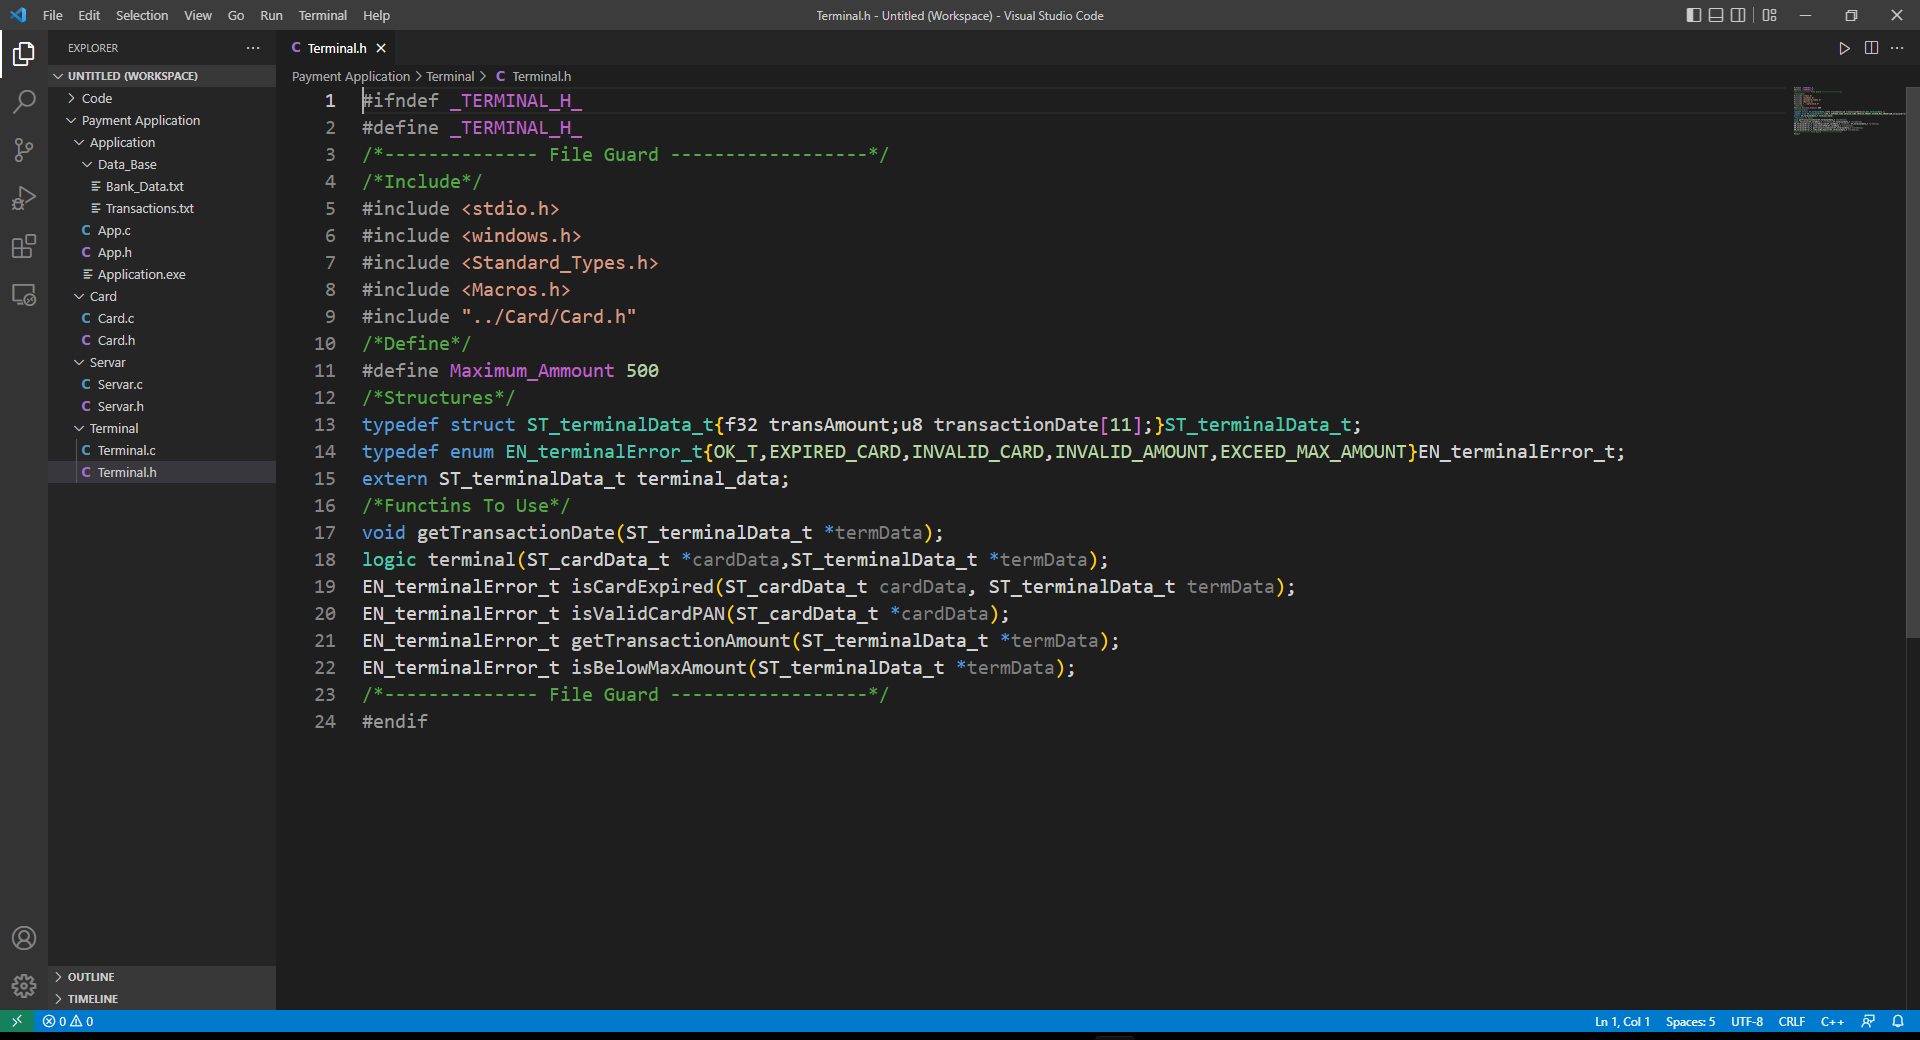 File Edit Selection View Go Run Terminal Help
Terminal.h - Untitled (Workspace) - Visual Studio Code
EXPLORER
UNTITLED (WORKSPACE)
Code
Payment Application
Application
Data_Base
Bank_Data.txt
Transactions.txt
C App.c
C App.h
Application.exe
Card
C Card.c
C Card.h
Servar
C Servar.c
C Servar.h
Terminal
C Terminal.c
C Terminal.h
OUTLINE
TIMELINE
C Terminal.h
Payment Application > Terminal > C Terminal.h
1 #ifndef _TERMINAL_H_
2 #define _TERMINAL_H_
3 /*-------------- File Guard ------------------*/
4 /*Include*/
5 #include <stdio.h>
6 #include <windows.h>
7 #include <Standard_Types.h>
8 #include <Macros.h>
9 #include "../Card/Card.h"
10 /*Define*/
11 #define Maximum_Ammount 500
12 /*Structures*/
13 typedef struct ST_terminalData_t{f32 transAmount;u8 transactionDate[11];}ST_terminalData_t;
14 typedef enum EN_terminalError_t{OK_T,EXPIRED_CARD,INVALID_CARD,INVALID_AMOUNT,EXCEED_MAX_AMOUNT}EN_terminalError_t;
15 extern ST_terminalData_t terminal_data;
16 /*Functins To Use*/
17 void getTransactionDate(ST_terminalData_t *termData);
18 logic terminal(ST_cardData_t *cardData,ST_terminalData_t *termData);
19 EN_terminalError_t isCardExpired(ST_cardData_t cardData, ST_terminalData_t termData);
20 EN_terminalError_t isValidCardPAN(ST_cardData_t *cardData);
21 EN_terminalError_t getTransactionAmount(ST_terminalData_t *termData);
22 EN_terminalError_t isBelowMaxAmount(ST_terminalData_t *termData);
23 /*-------------- File Guard ------------------*/
24 #endif
0 0
Ln 1, Col 1 Spaces: 5 UTF-8 CRLF C++